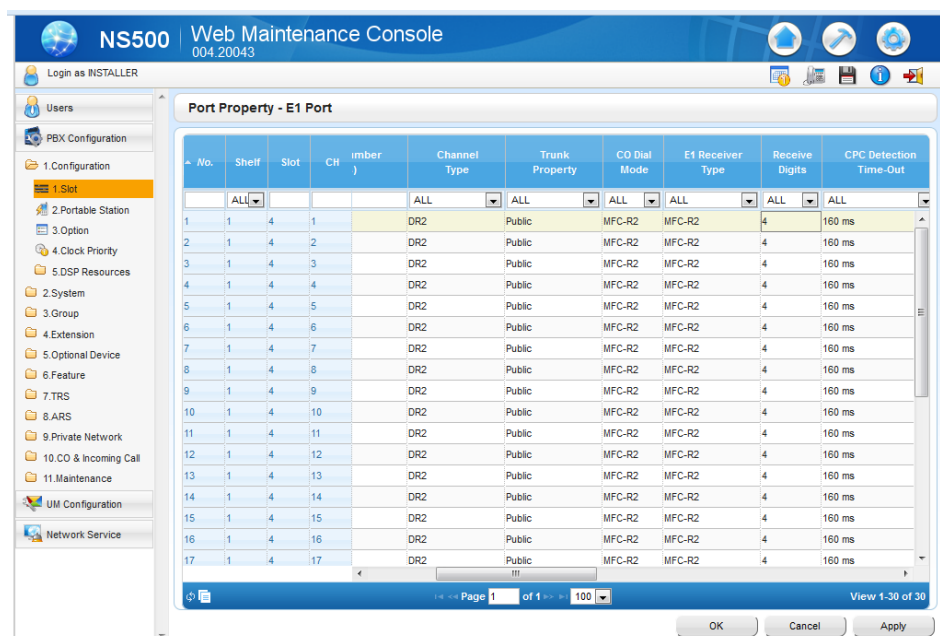 NS500 Web Maintenance Console
004.20043
Login as INSTALLER
Users
PBX Configuration
1.Configuration
1.Slot
2.Portable Station
3.Option
4.Clock Priority
5.DSP Resources
2.System
3.Group
4.Extension
5.Optional Device
6.Feature
7.TRS
8.ARS
9.Private Network
10.CO & Incoming Call
11.Maintenance
UM Configuration
Network Service
Port Property - E1 Port
No. Shelf Slot CH Channel Type Trunk Property CO Dial Mode E1 Receiver Type Receive Digits CPC Detection Time-Out
ALL ALL ALL ALL ALL ALL ALL
1 1 4 1 DR2 Public MFC-R2 MFC-R2 4 160 ms
2 1 4 2 DR2 Public MFC-R2 MFC-R2 4 160 ms
3 1 4 3 DR2 Public MFC-R2 MFC-R2 4 160 ms
4 1 4 4 DR2 Public MFC-R2 MFC-R2 4 160 ms
5 1 4 5 DR2 Public MFC-R2 MFC-R2 4 160 ms
6 1 4 6 DR2 Public MFC-R2 MFC-R2 4 160 ms
7 1 4 7 DR2 Public MFC-R2 MFC-R2 4 160 ms
8 1 4 8 DR2 Public MFC-R2 MFC-R2 4 160 ms
9 1 4 9 DR2 Public MFC-R2 MFC-R2 4 160 ms
10 1 4 10 DR2 Public MFC-R2 MFC-R2 4 160 ms
11 1 4 11 DR2 Public MFC-R2 MFC-R2 4 160 ms
12 1 4 12 DR2 Public MFC-R2 MFC-R2 4 160 ms
13 1 4 13 DR2 Public MFC-R2 MFC-R2 4 160 ms
14 1 4 14 DR2 Public MFC-R2 MFC-R2 4 160 ms
15 1 4 15 DR2 Public MFC-R2 MFC-R2 4 160 ms
16 1 4 16 DR2 Public MFC-R2 MFC-R2 4 160 ms
17 1 4 17 DR2 Public MFC-R2 MFC-R2 4 160 ms
Page 1 of 1 100 View 1-30 of 30
OK Cancel Apply